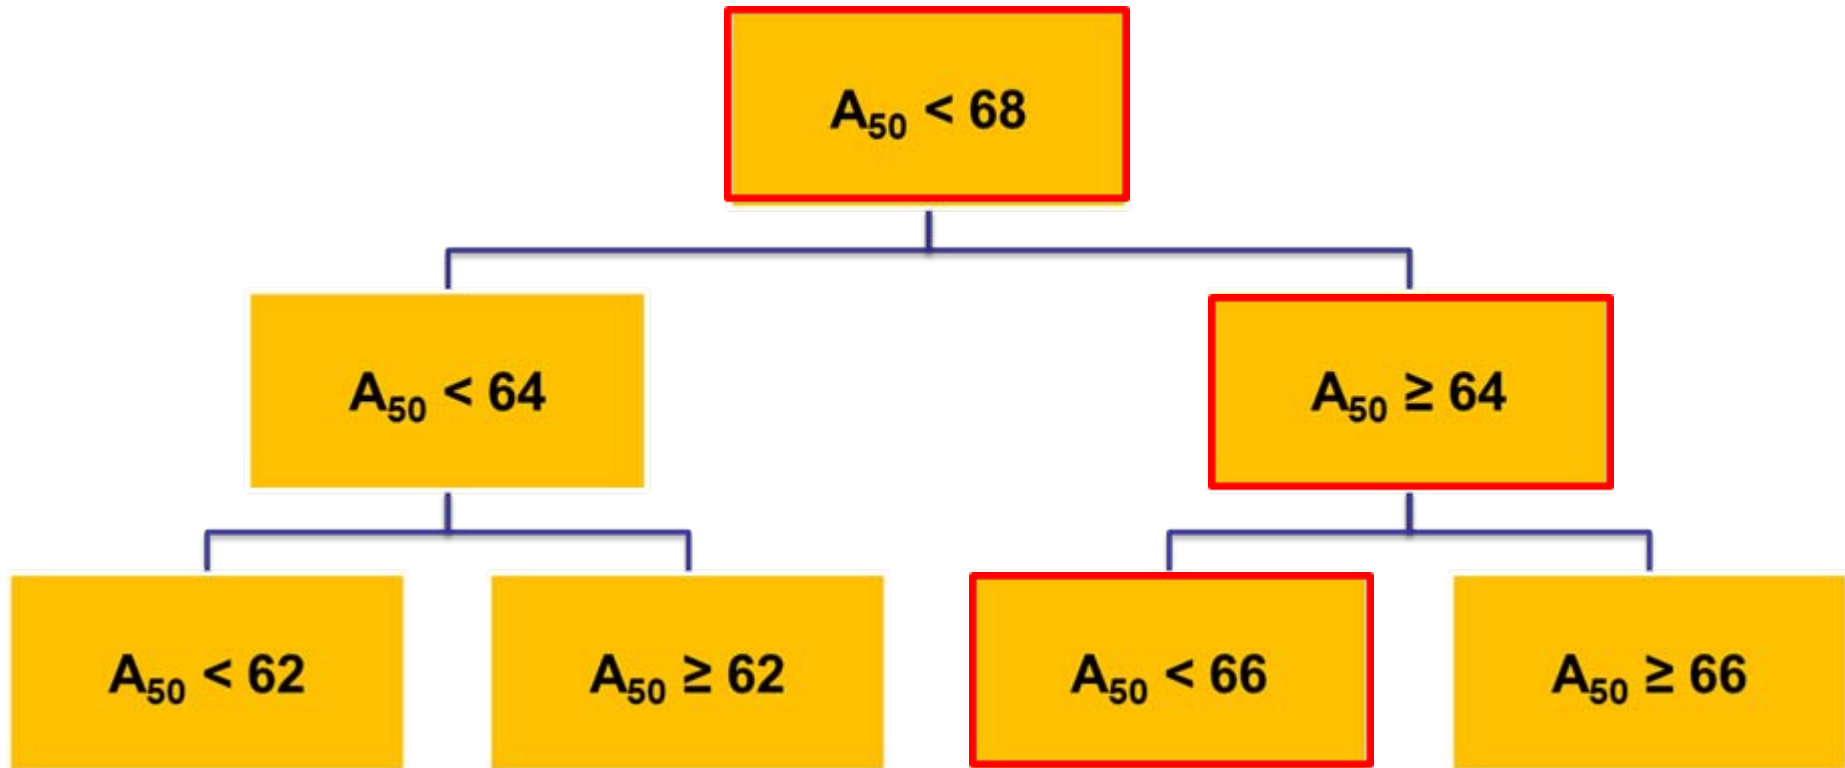 A₅₀ < 68
A₅₀ < 64
A₅₀ ≥ 64
A₅₀ < 62
A₅₀ ≥ 62
A₅₀ < 66
A₅₀ ≥ 66